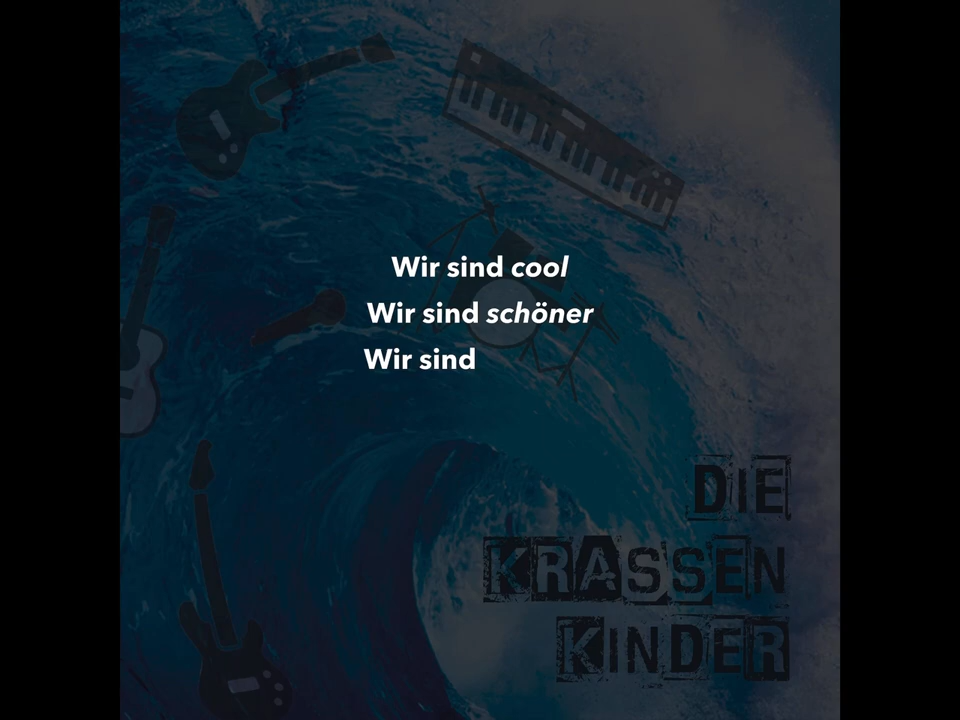 Wir sind cool
Wir sind schöner
Wir sind
DIE
KRASSEN
KINDER